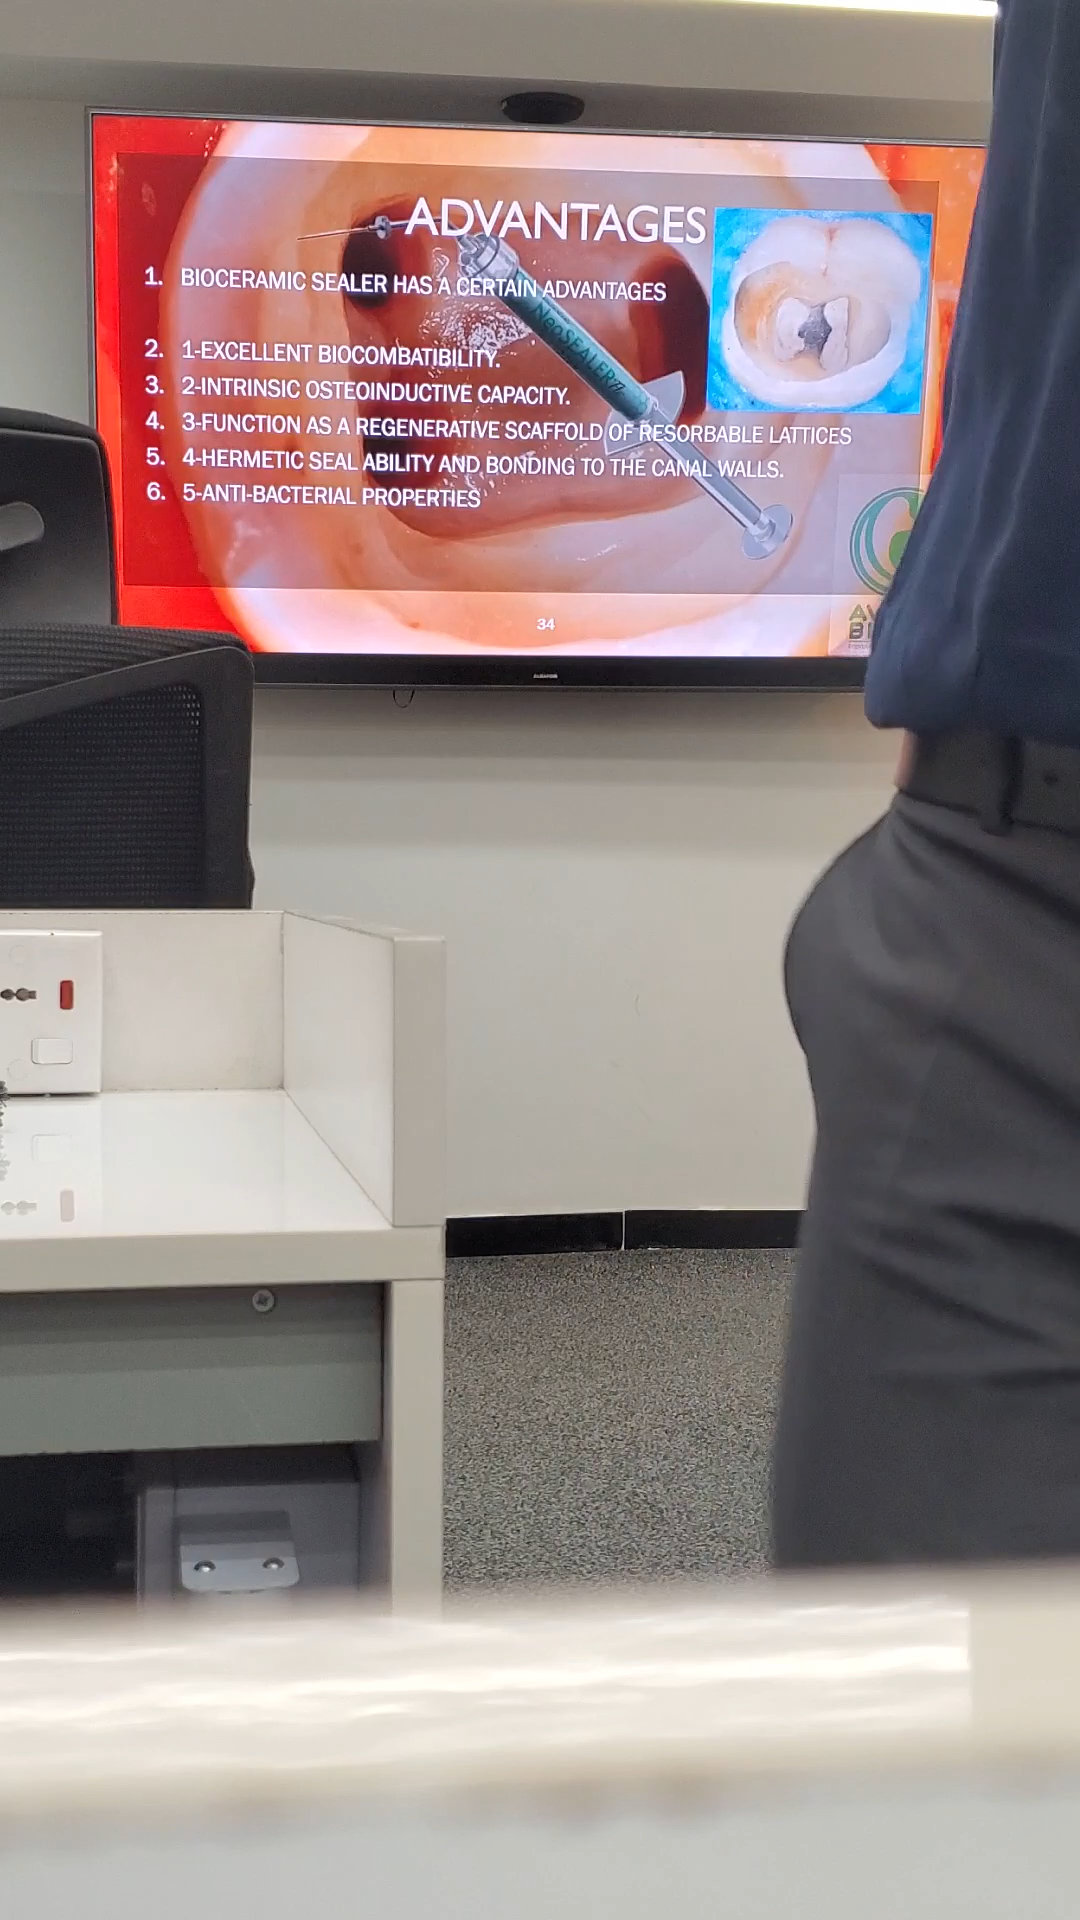 ADVANTAGES
1. BIOCERAMIC SEALER HAS A CERTAIN ADVANTAGES
2. 1-EXCELLENT BIOCOMBATIBILITY.
3. 2-INTRINSIC OSTEOINDUCTIVE CAPACITY.
4. 3-FUNCTION AS A REGENERATIVE SCAFFOLD OF RESORBABLE LATTICES
5. 4-HERMETIC SEAL ABILITY AND BONDING TO THE CANAL WALLS.
6. 5-ANTI-BACTERIAL PROPERTIES
NeoSEALER
34